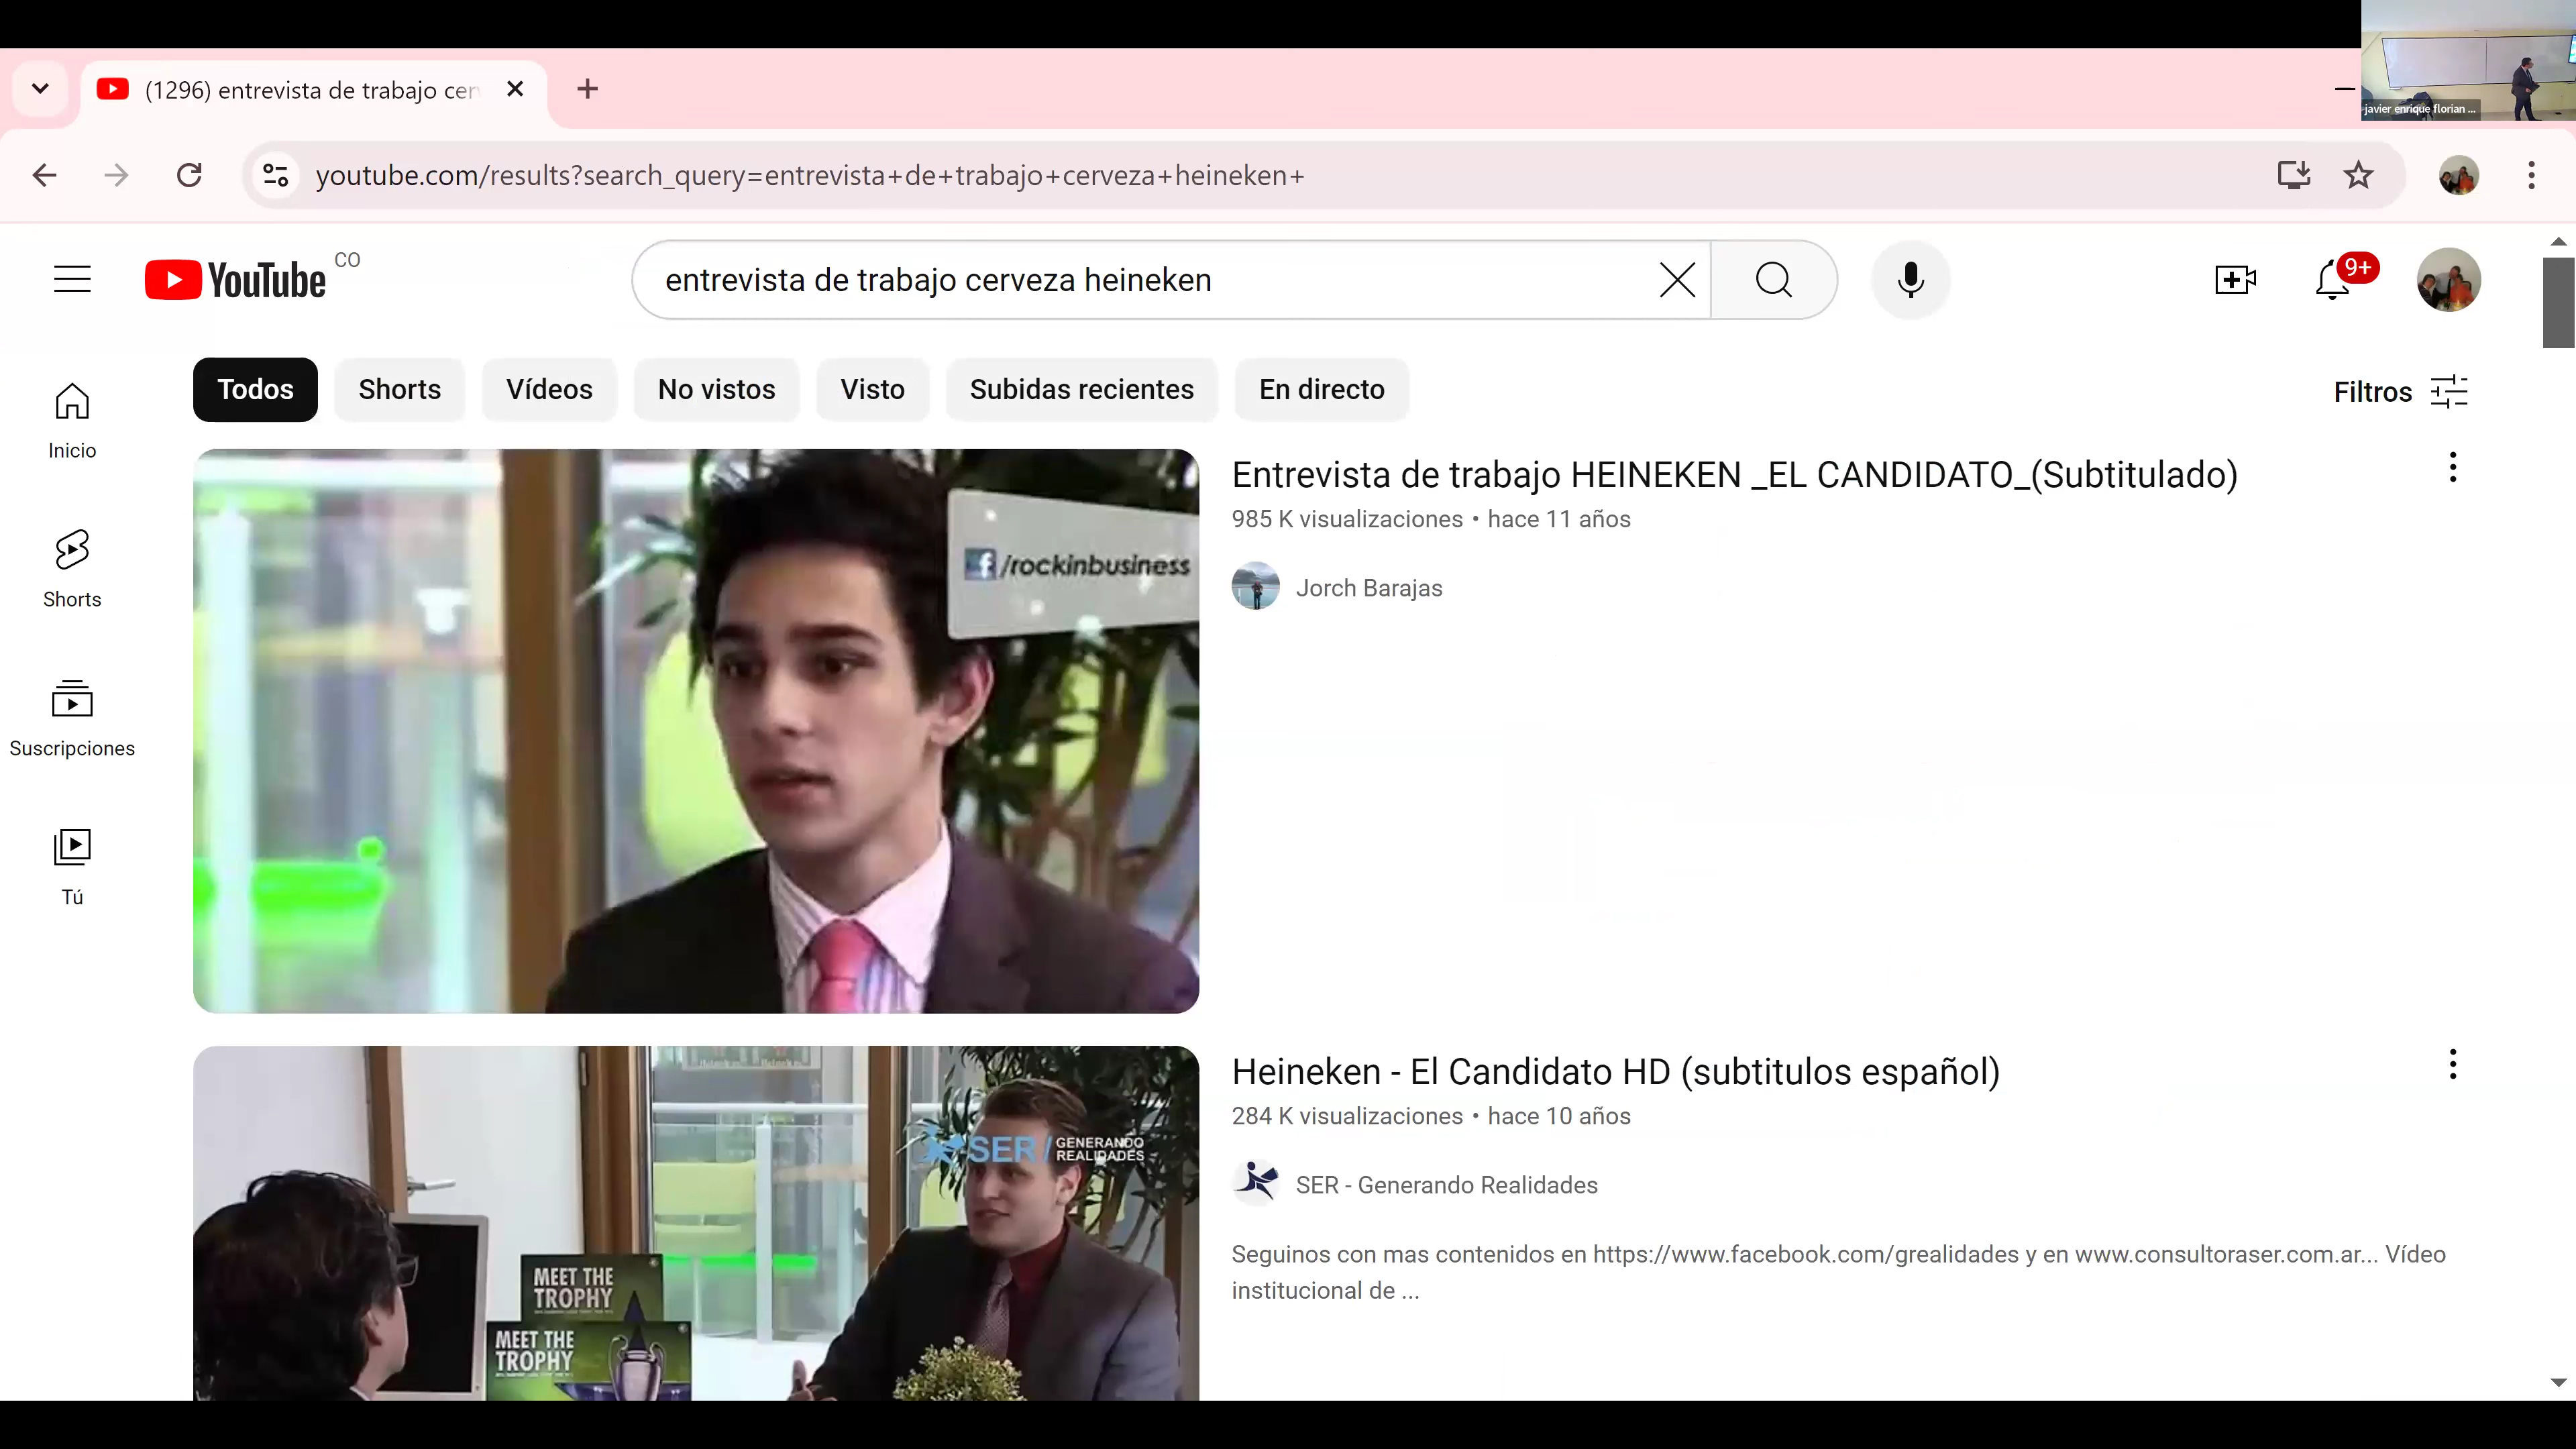 (1296) entrevista de trabajo cer
javier enrique florian ...
youtube.com/results?search_query=entrevista+de+trabajo+cerveza+heineken+
YouTube CO
entrevista de trabajo cerveza heineken
9+
Todos
Shorts
Vídeos
No vistos
Visto
Subidas recientes
En directo
Filtros
Inicio
Shorts
Suscripciones
Tú
f/rockinbusiness
Entrevista de trabajo HEINEKEN _EL CANDIDATO_(Subtitulado)
985 K visualizaciones • hace 11 años
Jorch Barajas
SER / GENERANDO
REALIDADES
MEET THE
TROPHY
MEET THE
TROPHY
Heineken - El Candidato HD (subtitulos español)
284 K visualizaciones • hace 10 años
SER - Generando Realidades
Seguinos con mas contenidos en https://www.facebook.com/grealidades y en www.consultoraser.com.ar... Vídeo
institucional de ...